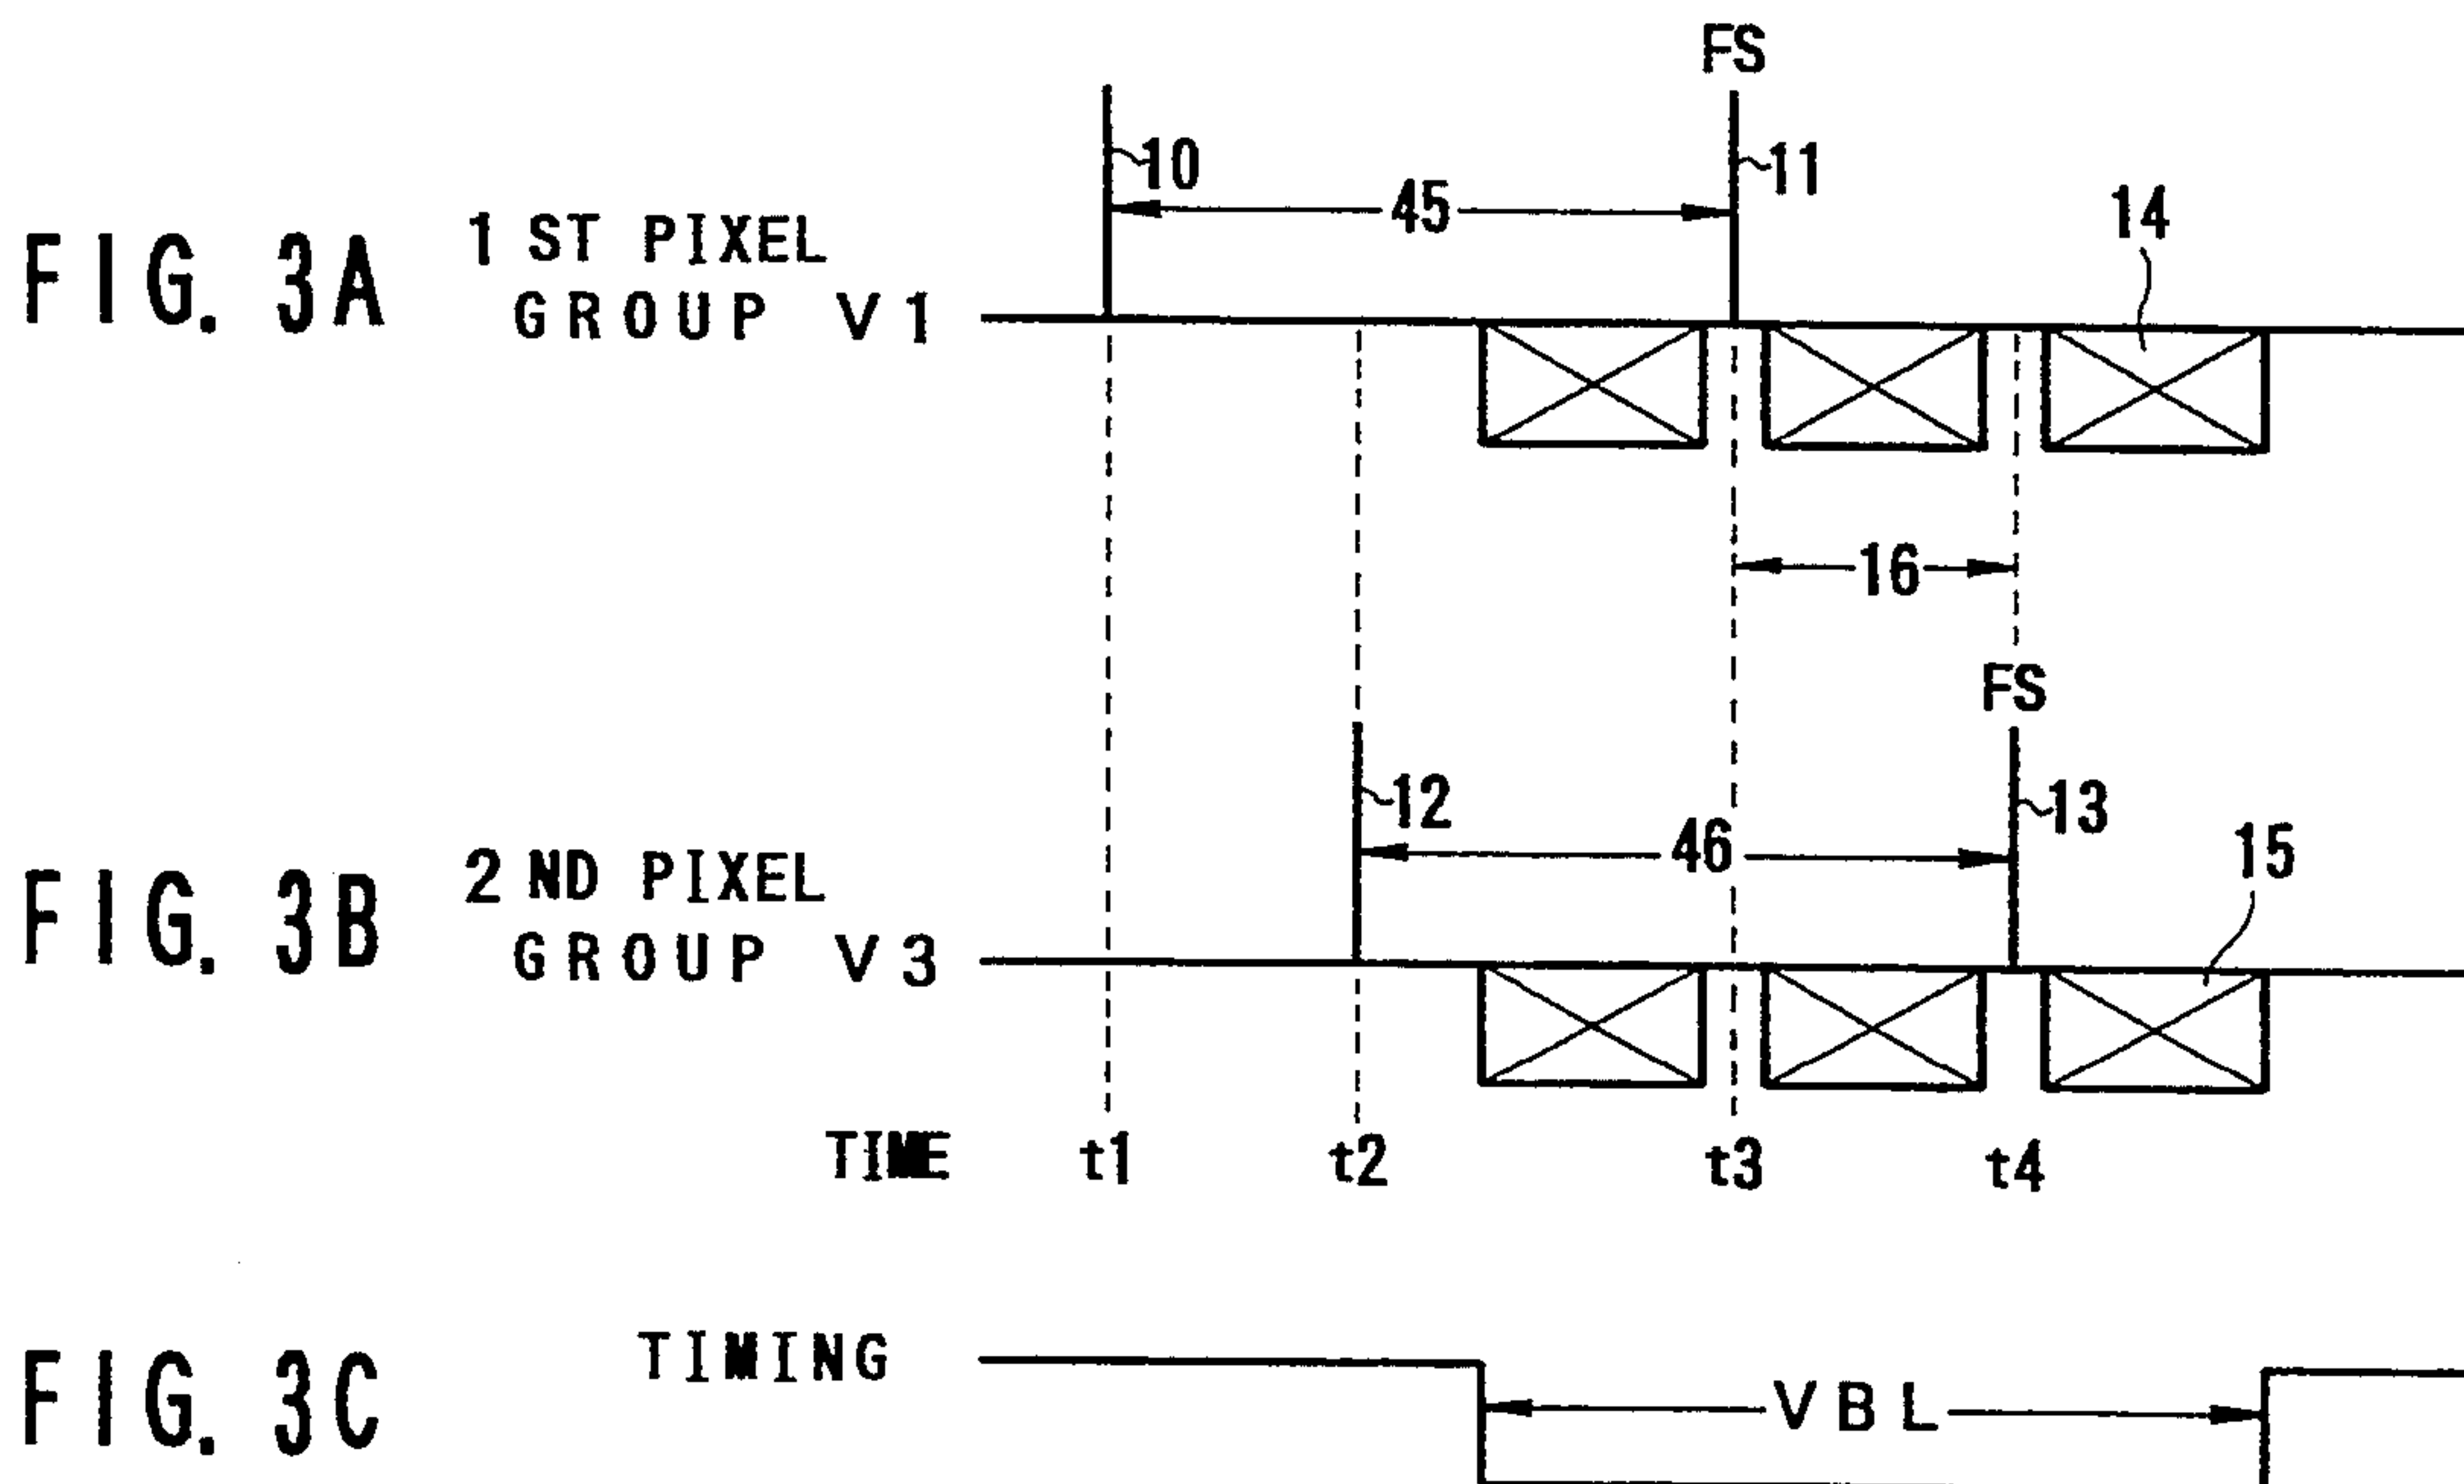 FS
10
11
45
14
FIG. 3A
1 ST PIXEL
GROUP V1
16
FS
12
13
46
15
FIG. 3B
2 ND PIXEL
GROUP V3
TIME t1 t2 t3 t4
FIG. 3C
TIMING
VBL